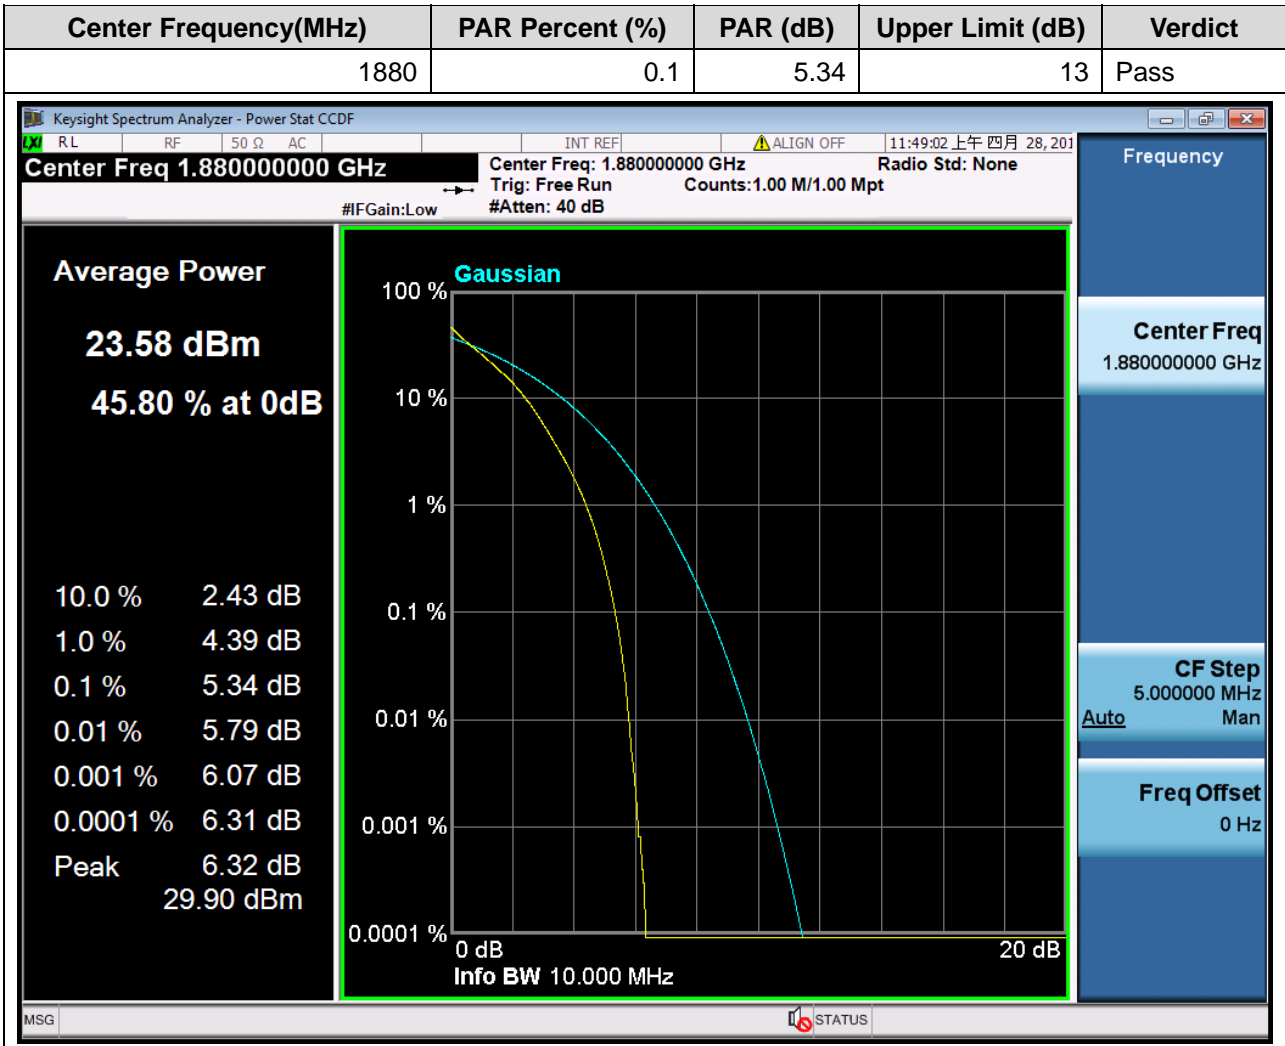 Center Frequency(MHz) PAR Percent (%) PAR (dB) Upper Limit (dB) Verdict
1880 0.1 5.34 13 Pass
Keysight Spectrum Analyzer - Power Stat CCDF
LXI RL RF 50 Ω AC INT REF ALIGN OFF 11:49:02 上午 四月 28, 201
Center Freq 1.880000000 GHz
Center Freq: 1.880000000 GHz Radio Std: None
Trig: Free Run Counts:1.00 M/1.00 Mpt
#IFGain:Low #Atten: 40 dB
Average Power
23.58 dBm
45.80 % at 0dB
10.0 % 2.43 dB
1.0 % 4.39 dB
0.1 % 5.34 dB
0.01 % 5.79 dB
0.001 % 6.07 dB
0.0001 % 6.31 dB
Peak 6.32 dB
29.90 dBm
Gaussian
100 %
10 %
1 %
0.1 %
0.01 %
0.001 %
0.0001 %
0 dB 20 dB
Info BW 10.000 MHz
Frequency
Center Freq
1.880000000 GHz
CF Step
5.000000 MHz
Auto Man
Freq Offset
0 Hz
MSG STATUS